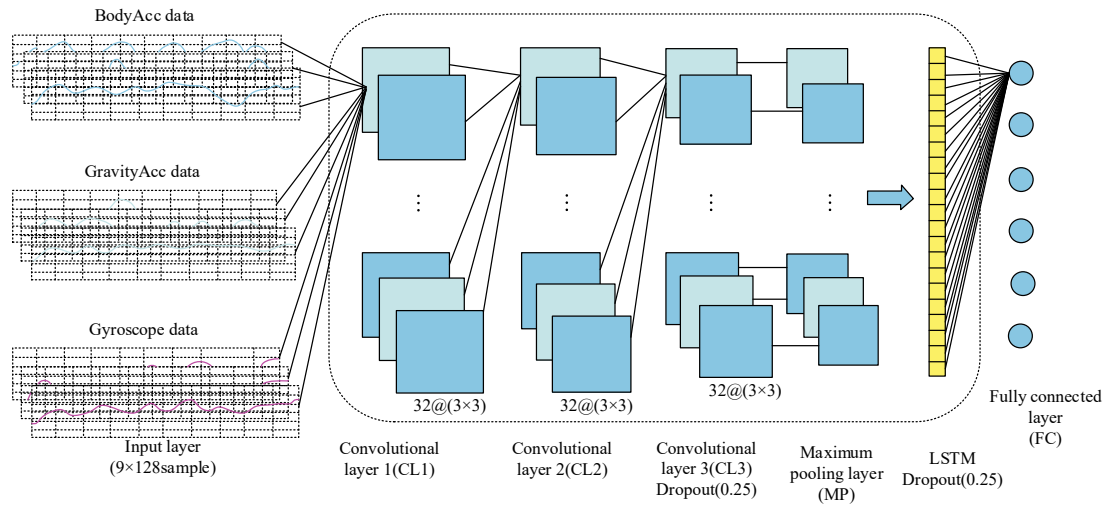 BodyAcc data
GravityAcc data
Gyroscope data
Input layer
(9×128sample)
32@(3×3)
32@(3×3)
32@(3×3)
Convolutional
layer 1(CL1)
Convolutional
layer 2(CL2)
Convolutional
layer 3(CL3)
Dropout(0.25)
Maximum
pooling layer
(MP)
LSTM
Dropout(0.25)
Fully connected
layer
(FC)